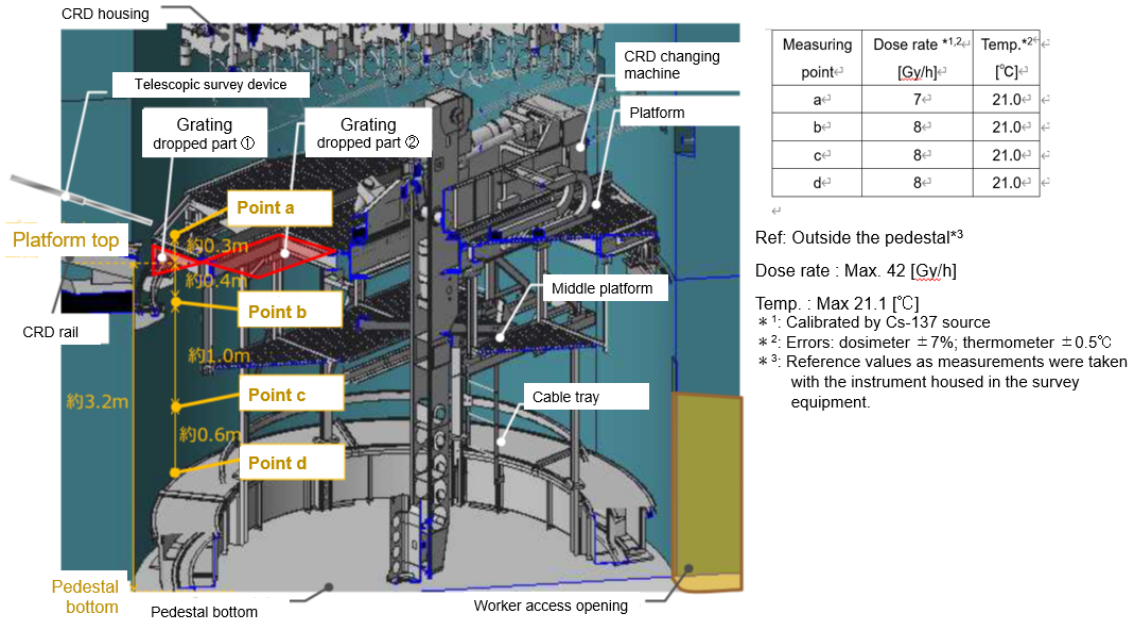 CRD housing
Telescopic survey device
Grating
dropped part ①
Grating
dropped part ②
CRD changing
machine
Platform
Point a
Platform top
約0.3m
約0.4m
Point b
CRD rail
Middle platform
約1.0m
約3.2m
Point c
Cable tray
約0.6m
Point d
Pedestal
bottom
Pedestal bottom
Worker access opening
Measuring point Dose rate *1,2 [Gy/h] Temp.*2 [℃]
a 7 21.0
b 8 21.0
c 8 21.0
d 8 21.0
Ref: Outside the pedestal*3
Dose rate : Max. 42 [Gy/h]
Temp. : Max 21.1 [℃]
*1: Calibrated by Cs-137 source
*2: Errors: dosimeter ±7%; thermometer ±0.5℃
*3: Reference values as measurements were taken
with the instrument housed in the survey
equipment.